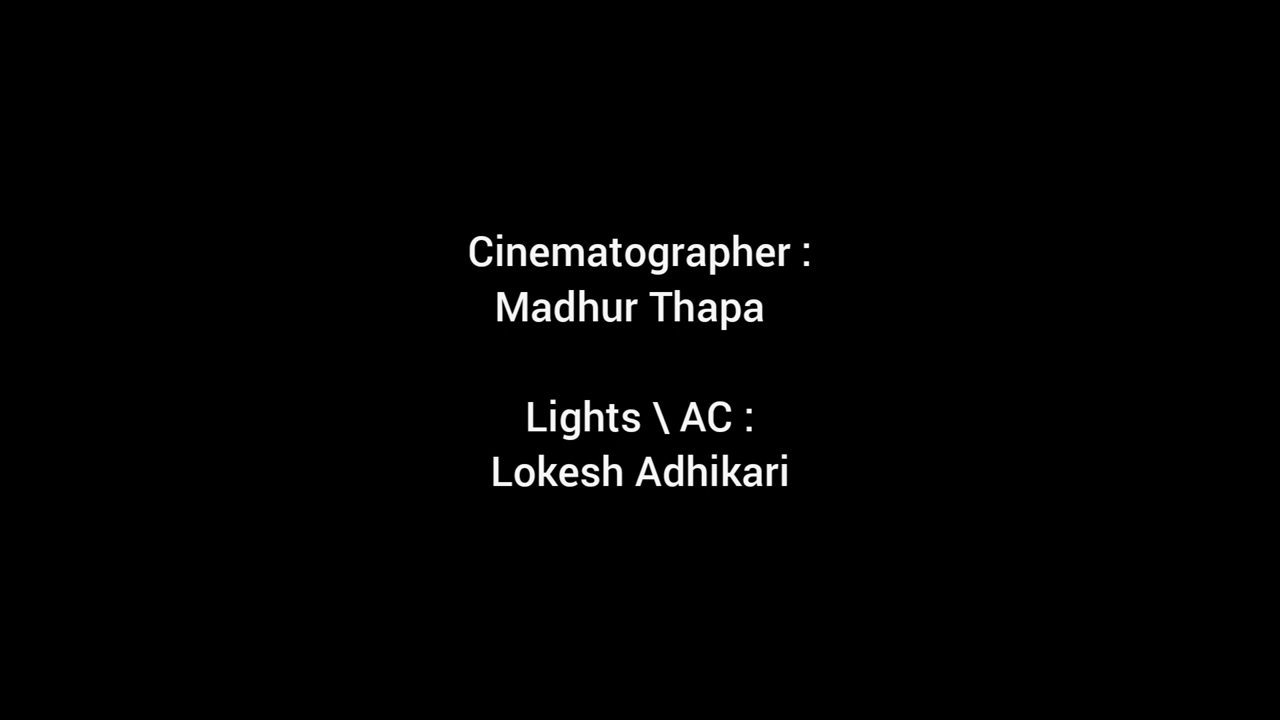 Cinematographer :
Madhur Thapa
Lights \ AC :
Lokesh Adhikari